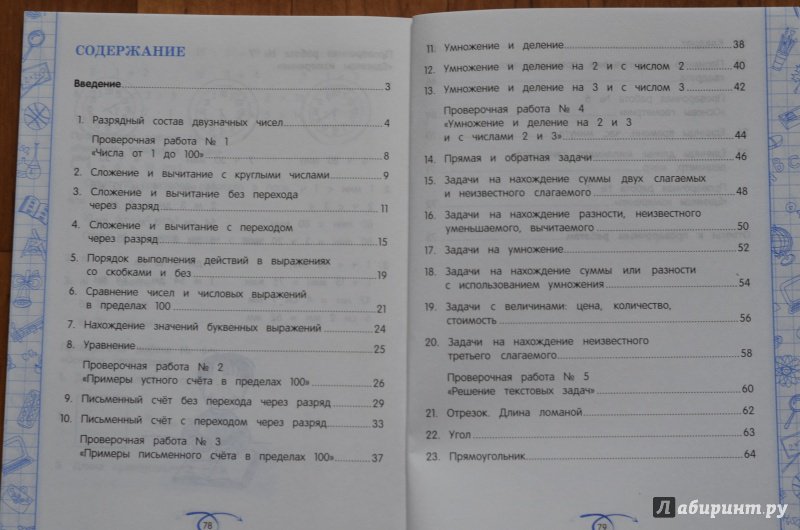 СОДЕРЖАНИЕ
Введение 3
1. Разрядный состав двузначных чисел 4
Проверочная работа № 1
«Числа от 1 до 100» 8
2. Сложение и вычитание с круглыми числами 9
3. Сложение и вычитание без перехода
через разряд 11
4. Сложение и вычитание с переходом
через разряд 15
5. Порядок выполнения действий в выражениях
со скобками и без 19
6. Сравнение чисел и числовых выражений
в пределах 100 21
7. Нахождение значений буквенных выражений 24
8. Уравнение 25
Проверочная работа № 2
«Примеры устного счёта в пределах 100» 26
9. Письменный счёт без перехода через разряд 29
10. Письменный счёт с переходом через разряд 33
Проверочная работа № 3
«Примеры письменного счёта в пределах 100» 37
78
11. Умножение и деление 38
12. Умножение и деление на 2 и с числом 2 40
13. Умножение и деление на 3 и с числом 3 42
Проверочная работа № 4
«Умножение и деление на 2 и 3
и с числами 2 и 3» 44
14. Прямая и обратная задачи 46
15. Задачи на нахождение суммы двух слагаемых
и неизвестного слагаемого 48
16. Задачи на нахождение разности, неизвестного
уменьшаемого, вычитаемого 50
17. Задачи на умножение 52
18. Задачи на нахождение суммы или разности
с использованием умножения 54
19. Задачи с величинами: цена, количество,
стоимость 56
20. Задачи на нахождение неизвестного
третьего слагаемого 58
Проверочная работа № 5
«Решение текстовых задач» 60
21. Отрезок. Длина ломаной 62
22. Угол 63
23. Прямоугольник 64
79
Лабиринт.ру